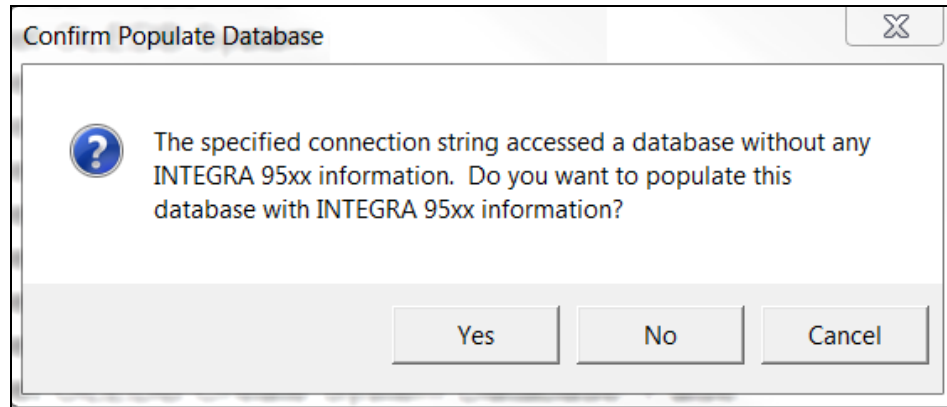 Confirm Populate Database
The specified connection string accessed a database without any
INTEGRA 95xx information.  Do you want to populate this
database with INTEGRA 95xx information?
Yes
No
Cancel